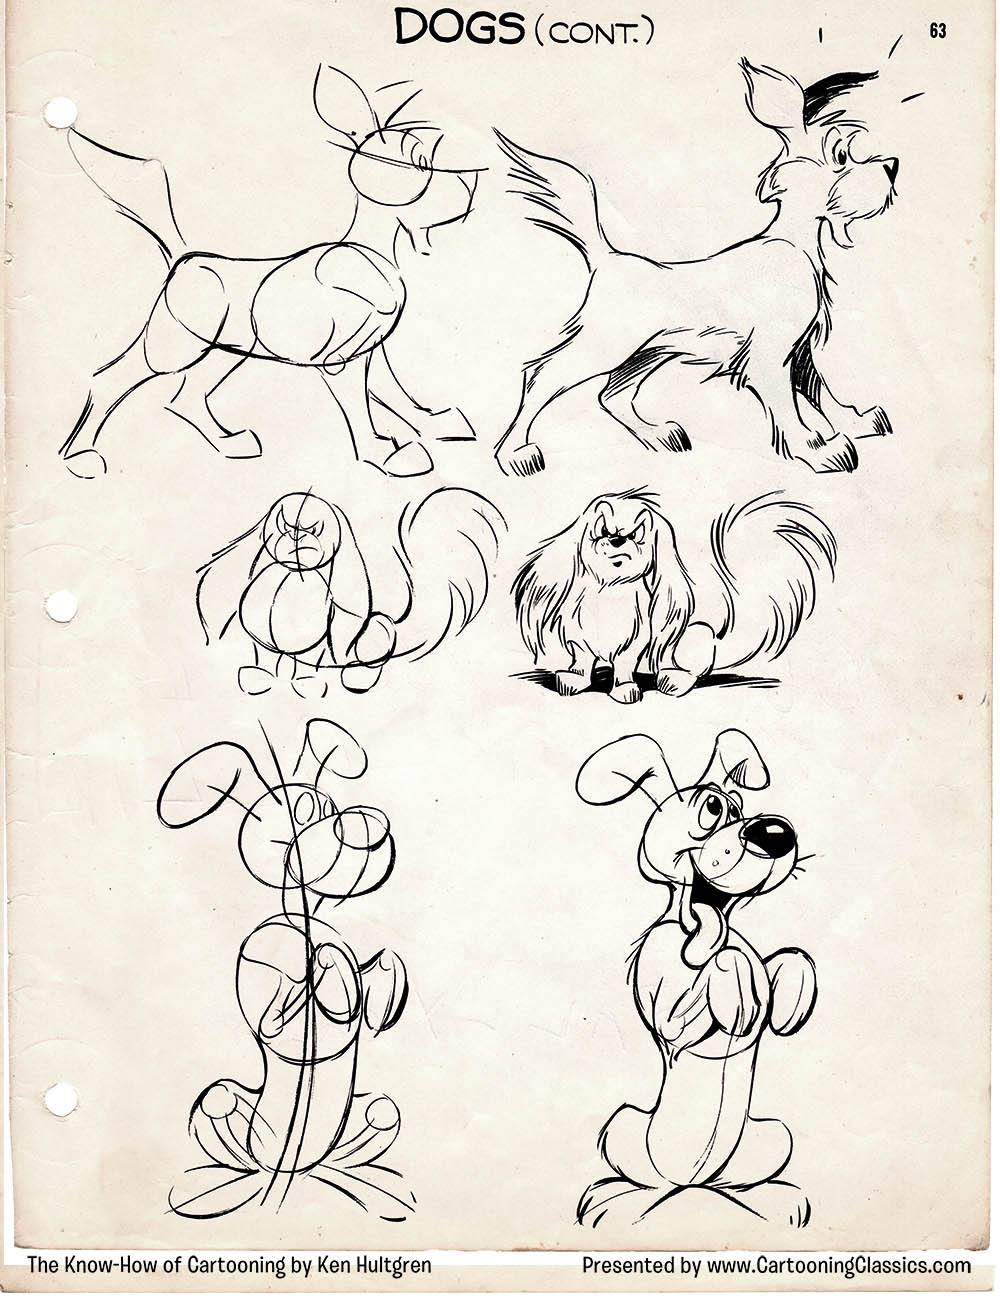 DOGS (CONT.)
63
The Know-How of Cartooning by Ken Hultgren
Presented by www.CartooningClassics.com